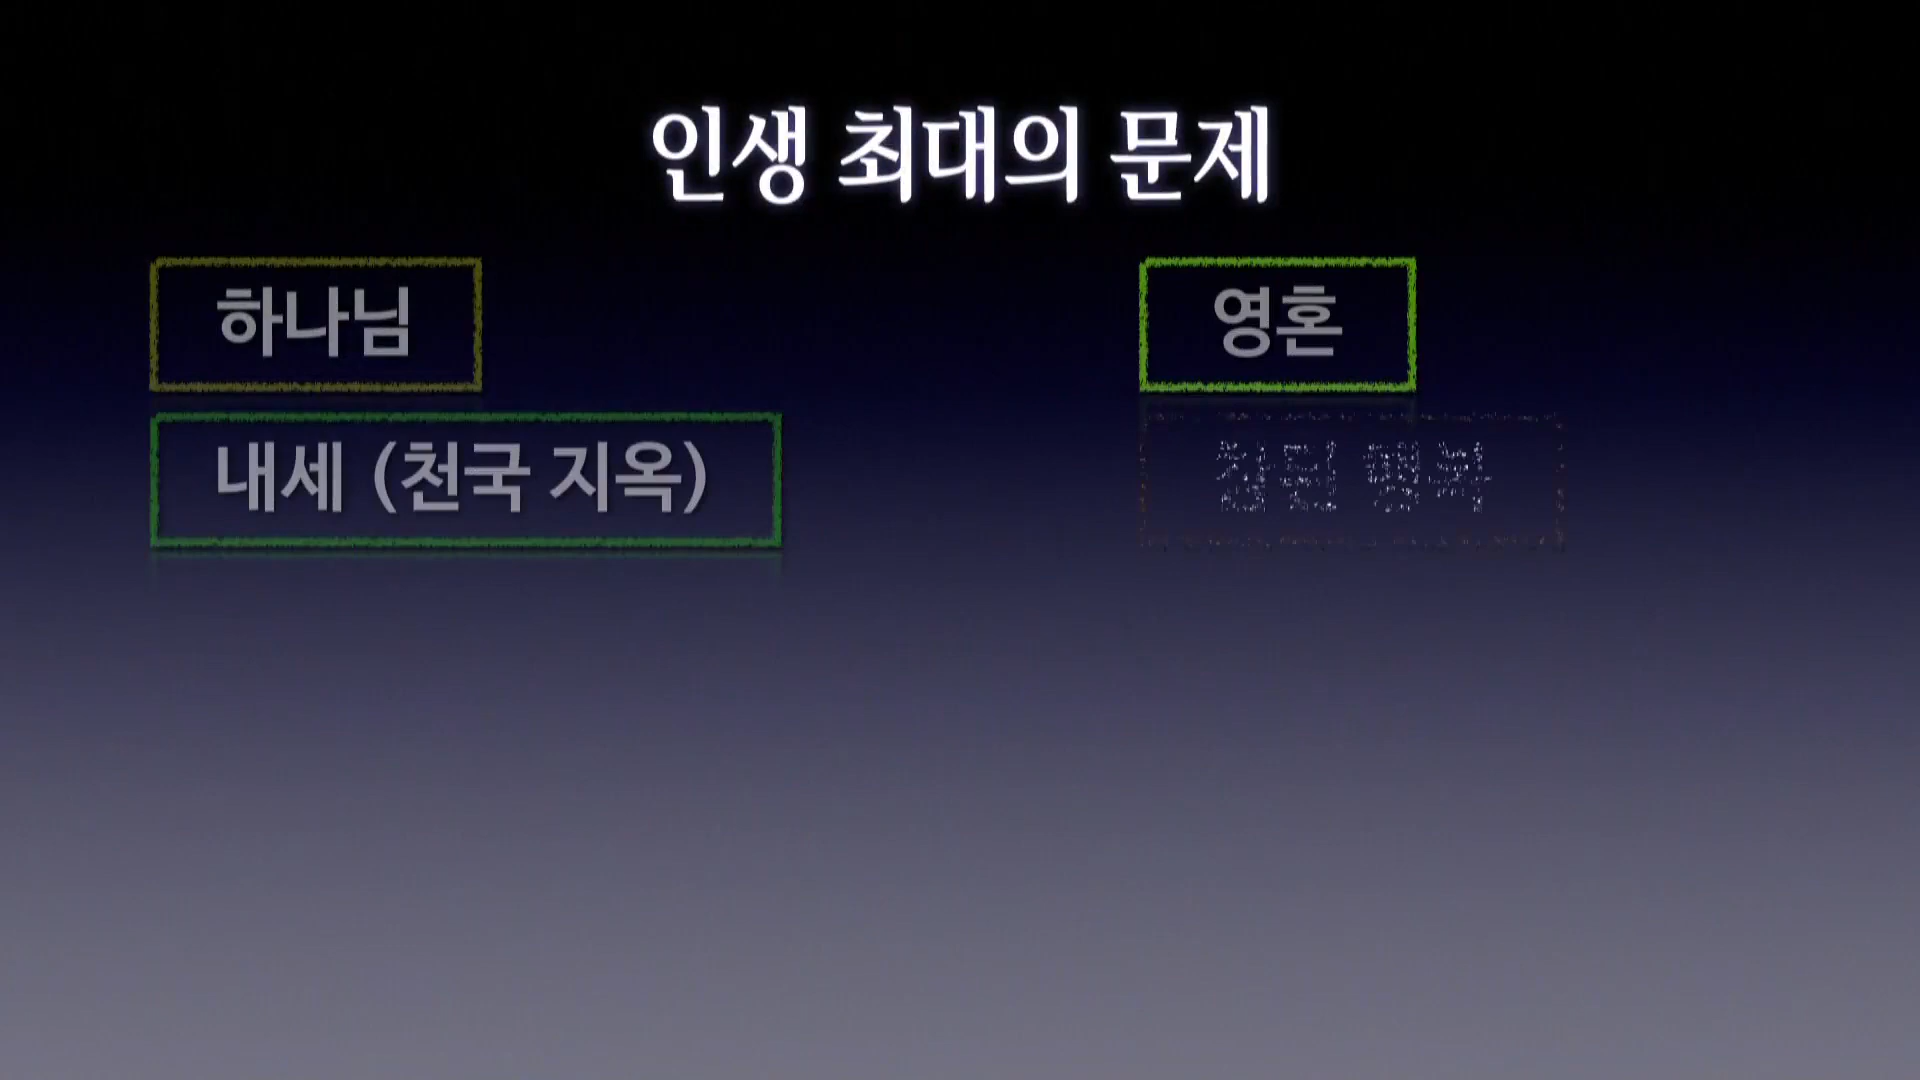 인생 최대의 문제
하나님
영혼
내세 (천국 지옥)